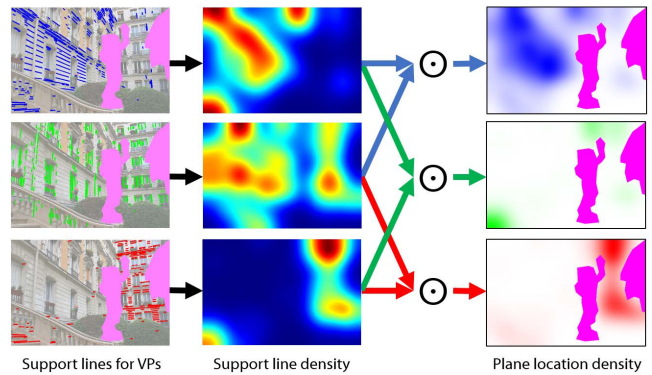 Support lines for VPs
Support line density
Plane location density